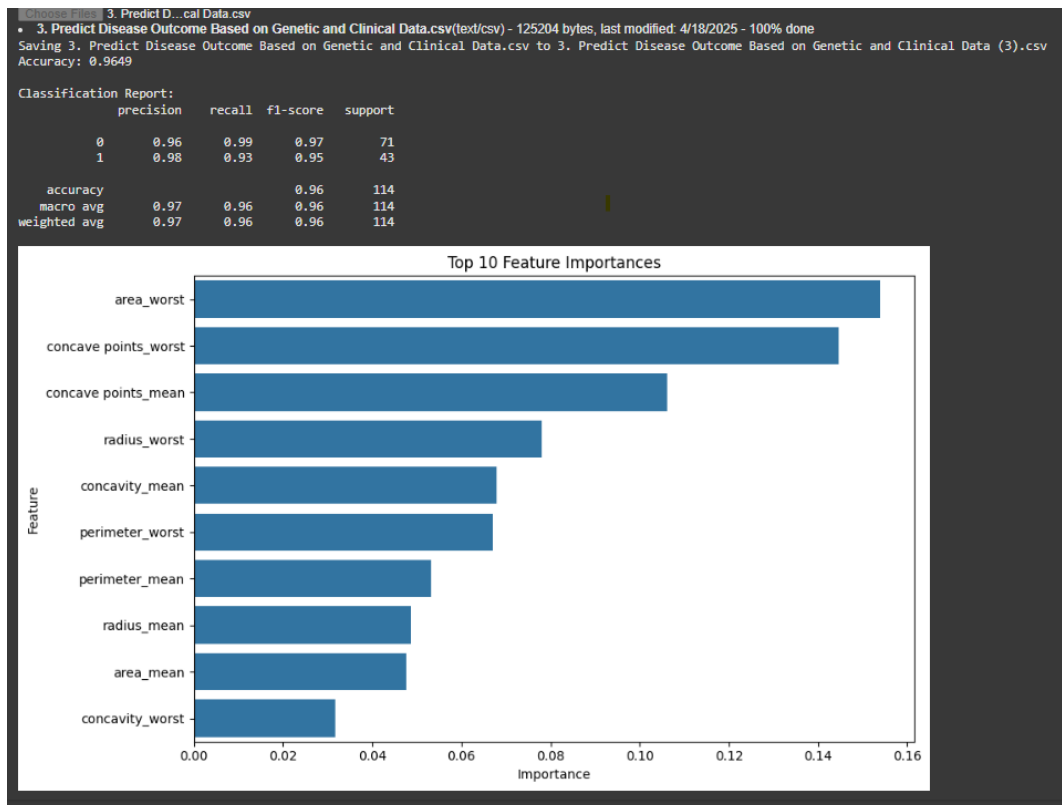 Choose Files 3. Predict D...cal Data.csv
• 3. Predict Disease Outcome Based on Genetic and Clinical Data.csv(text/csv) - 125204 bytes, last modified: 4/18/2025 - 100% done
Saving 3. Predict Disease Outcome Based on Genetic and Clinical Data.csv to 3. Predict Disease Outcome Based on Genetic and Clinical Data (3).csv
Accuracy: 0.9649
Classification Report:
precision recall f1-score support
0 0.96 0.99 0.97 71
1 0.98 0.93 0.95 43
accuracy 0.96 114
macro avg 0.97 0.96 0.96 114
weighted avg 0.97 0.96 0.96 114
Top 10 Feature Importances
Feature
area_worst
concave points_worst
concave points_mean
radius_worst
concavity_mean
perimeter_worst
perimeter_mean
radius_mean
area_mean
concavity_worst
0.00 0.02 0.04 0.06 0.08 0.10 0.12 0.14 0.16
Importance